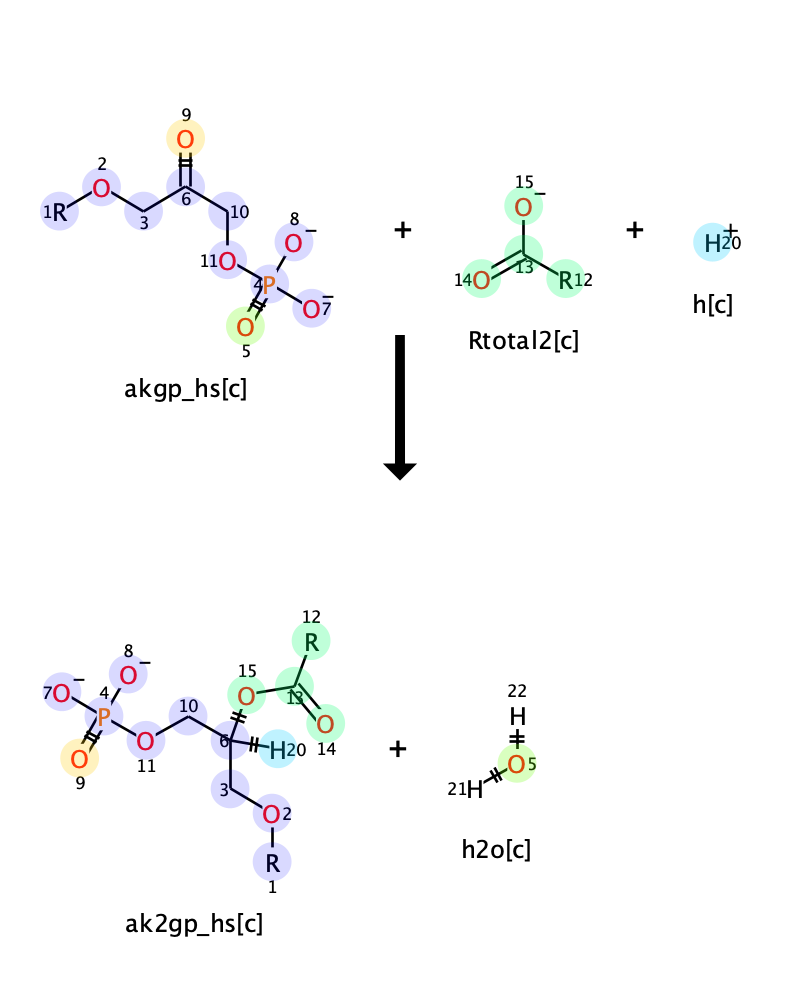 9
O
2
O
1R
3
6
10
8
O−
11O
4P
O7−
O
5
akgp_hs[c]
+
15
O−
13
14O
R12
Rtotal2[c]
+
H+20
h[c]
12
R
8
O−
15
O
7O−
4
P
10
13
O
14
6
H20
O
9
O
11
3
O2
R
1
ak2gp_hs[c]
+
22
H
O5
21H
h2o[c]